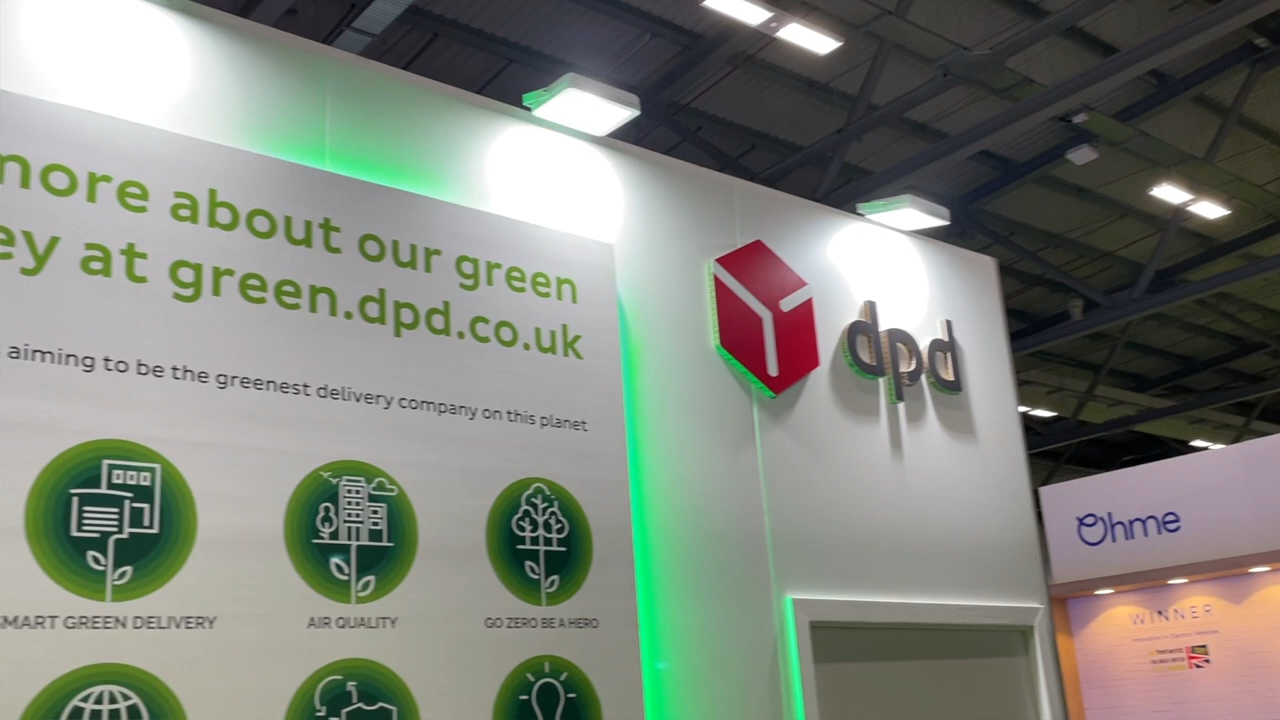 more about our green
ey at green.dpd.co.uk
aiming to be the greenest delivery company on this planet
SMART GREEN DELIVERY
AIR QUALITY
GO ZERO BE A HERO
dpd
Ohme
WINNER